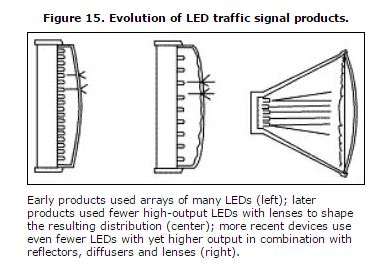 Figure 15. Evolution of LED traffic signal products.
Early products used arrays of many LEDs (left); later
products used fewer high-output LEDs with lenses to shape
the resulting distribution (center); more recent devices use
even fewer LEDs with yet higher output in combination with
reflectors, diffusers and lenses (right).